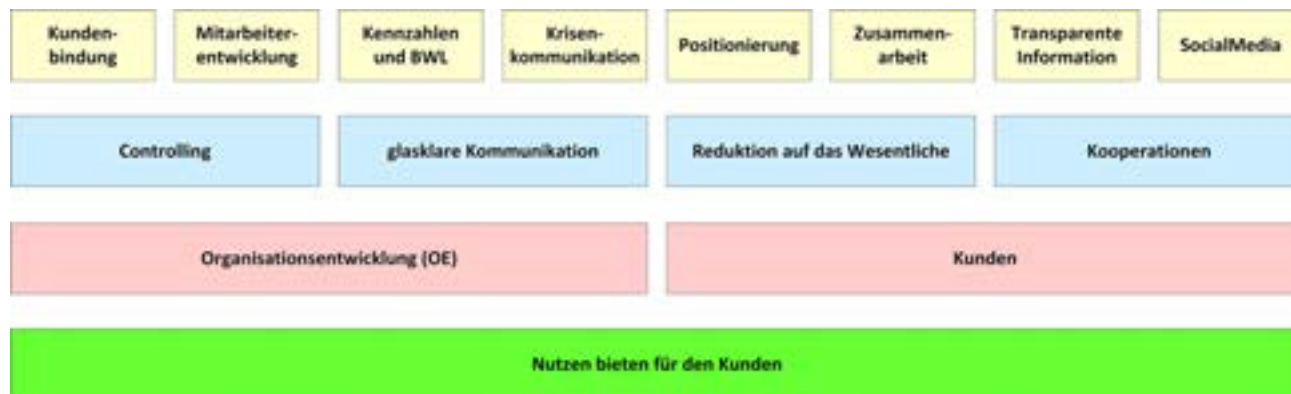 Kunden-
bindung
Mitarbeiter-
entwicklung
Kennzahlen
und BWL
Krisen-
kommunikation
Positionierung
Zusammen-
arbeit
Transparente
Information
SocialMedia
Controlling
glasklare Kommunikation
Reduktion auf das Wesentliche
Kooperationen
Organisationsentwicklung (OE)
Kunden
Nutzen bieten für den Kunden